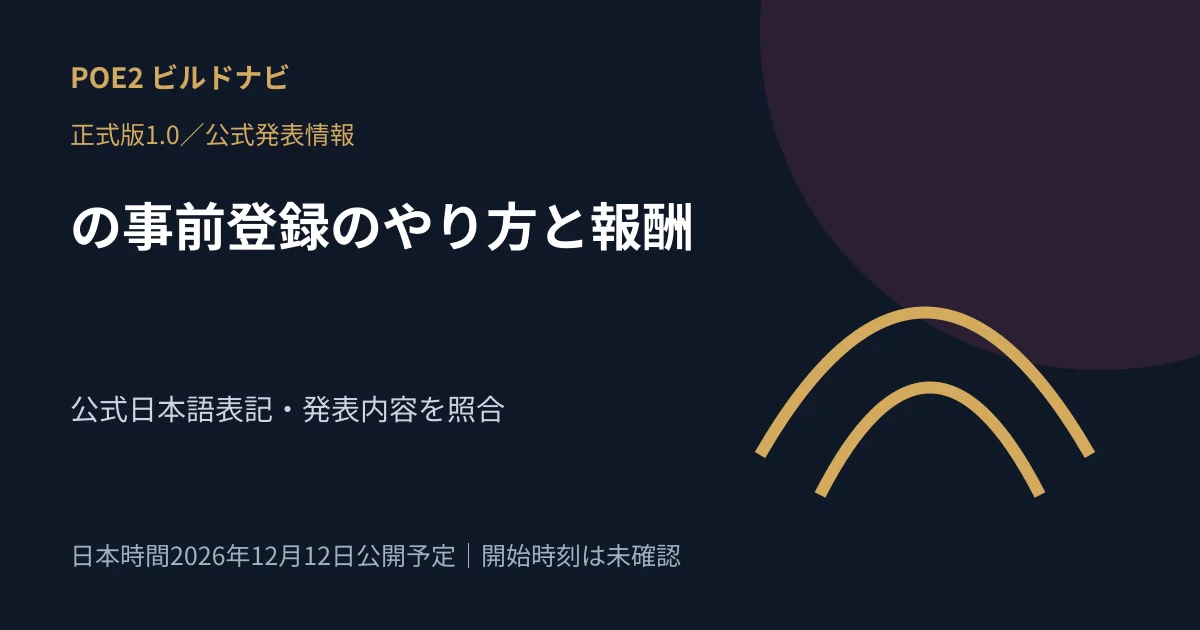 POE2 ビルドナビ
正式版1.0／公式発表情報
の事前登録のやり方と報酬
公式日本語表記・発表内容を照合
日本時間2026年12月12日公開予定｜開始時刻は未確認